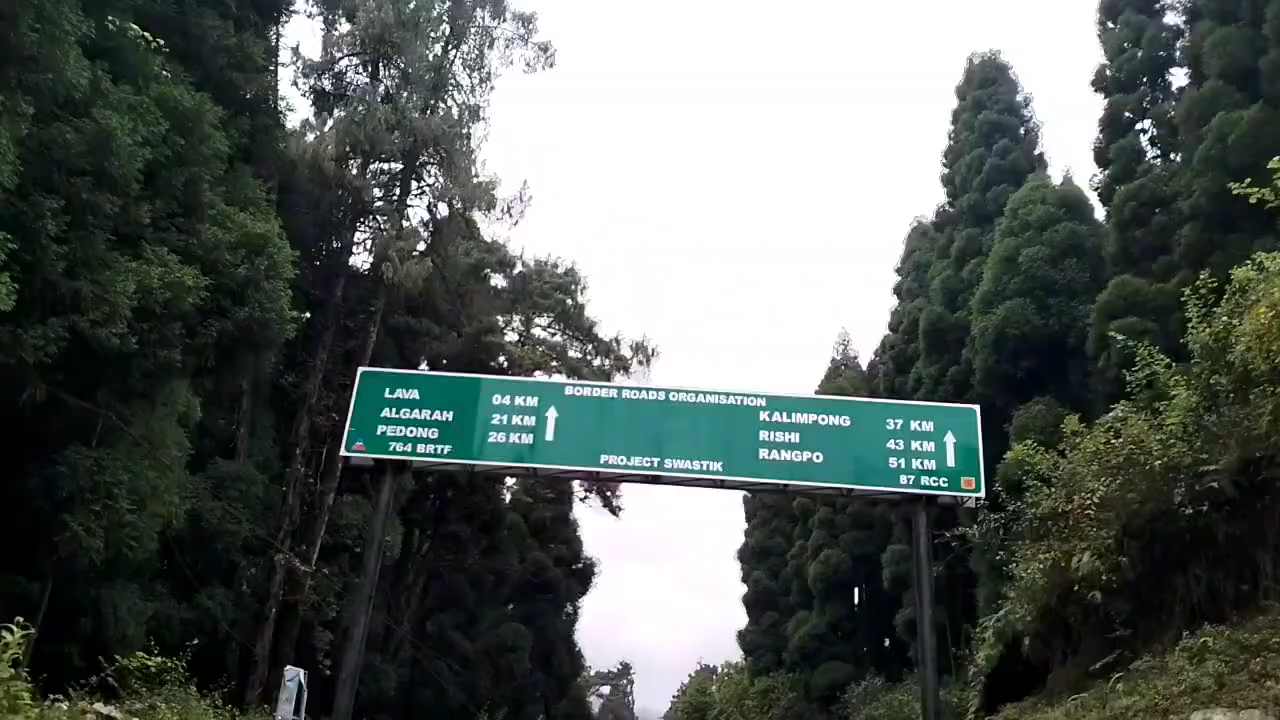 BORDER ROADS ORGANISATION
LAVA 04 KM
ALGARAH 21 KM
PEDONG 26 KM
764 BRTF
KALIMPONG 37 KM
RISHI 43 KM
RANGPO 51 KM
87 RCC
PROJECT SWASTIK